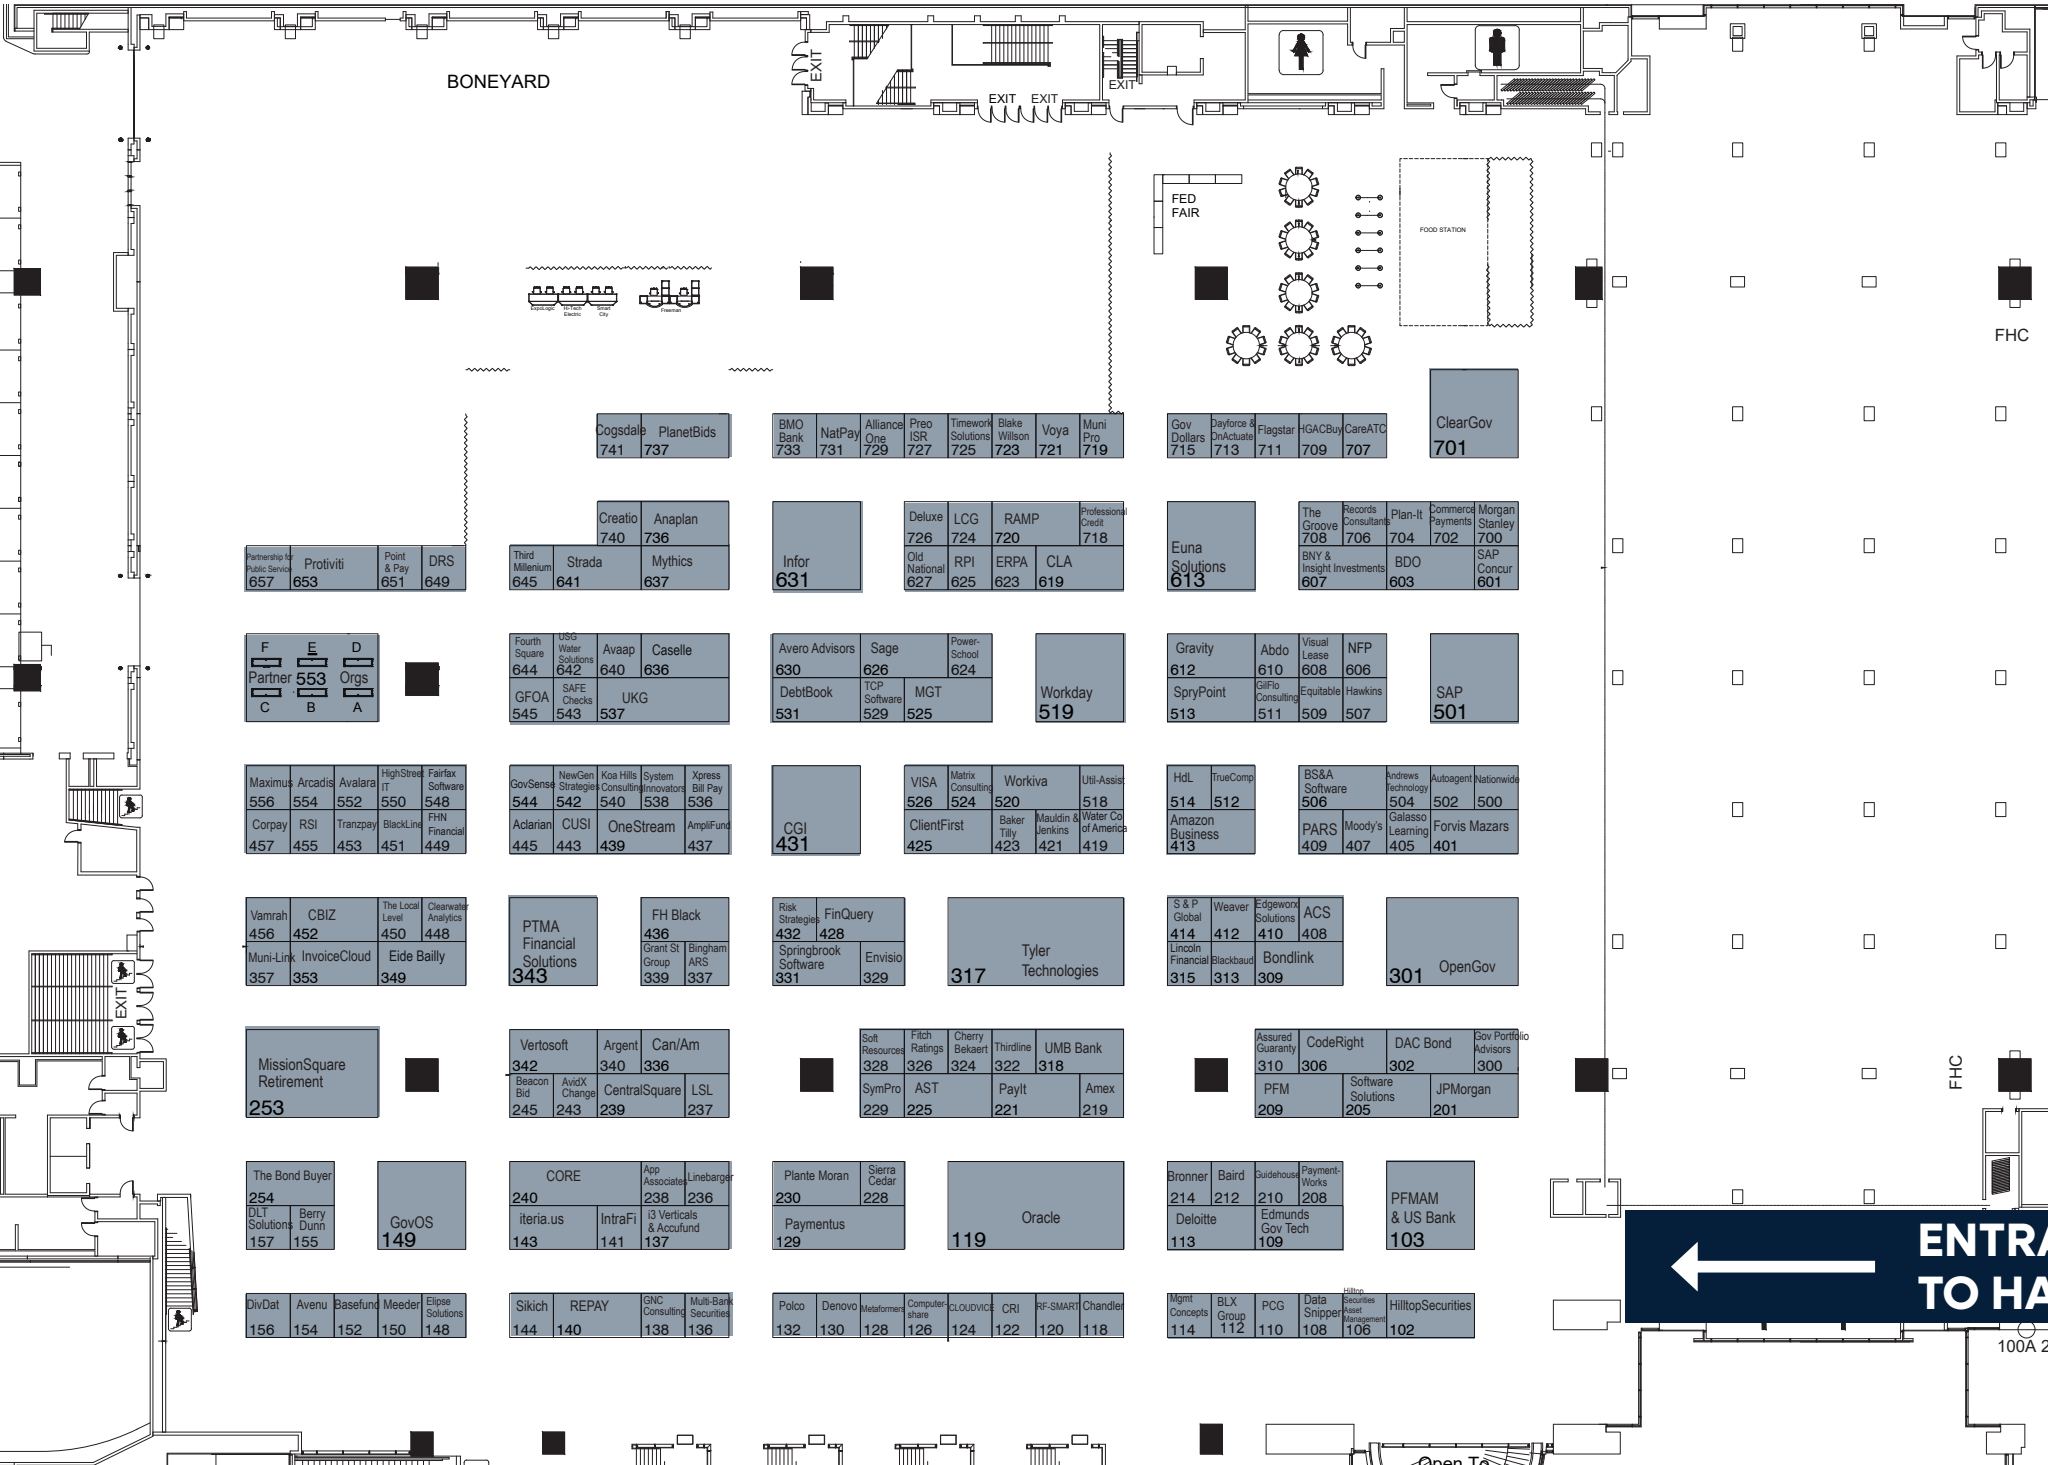 BONEYARD
EXIT
EXIT
EXIT
EXIT
FED
FAIR
FOOD STATION
ExpoLogic
Hi-Tech
Electric
Smart
City
Freeman
FHC
Cogsdale
741
PlanetBids
737
BMO
Bank
733
NatPay
731
Alliance
One
729
Preo
ISR
727
Timework
Solutions
725
Blake
Willson
723
Voya
721
Muni
Pro
719
Gov
Dollars
715
Dayforce &
OnActuate
713
Flagstar
711
HGACBuy
709
CareATC
707
ClearGov
701
Creatio
740
Anaplan
736
Infor
631
Deluxe
726
LCG
724
RAMP
720
Professional
Credit
718
Euna
Solutions
613
The
Groove
708
Records
Consultants
706
Plan-It
704
Commerce
Payments
702
Morgan
Stanley
700
Partnership for
Public Service
657
Protiviti
653
Point
& Pay
651
DRS
649
Third
Millenium
645
Strada
641
Mythics
637
Old
National
627
RPI
625
ERPA
623
CLA
619
BNY &
Insight Investments
607
BDO
603
SAP
Concur
601
F E D
Partner 553 Orgs
C B A
Fourth
Square
644
USG
Water
Solutions
642
Avaap
640
Caselle
636
Avero Advisors
630
Sage
626
Power-
School
624
Workday
519
Gravity
612
Abdo
610
Visual
Lease
608
NFP
606
SAP
501
GFOA
545
SAFE
Checks
543
UKG
537
DebtBook
531
TCP
Software
529
MGT
525
SpryPoint
513
GilFlo
Consulting
511
Equitable
509
Hawkins
507
Maximus
556
Arcadis
554
Avalara
552
HighStreet
IT
550
Fairfax
Software
548
GovSense
544
NewGen
Strategies
542
Koa Hills
Consulting
540
System
Innovators
538
Xpress
Bill Pay
536
CGI
431
VISA
526
Matrix
Consulting
524
Workiva
520
Util-Assist
518
HdL
514
TrueComp
512
BS&A
Software
506
Andrews
Technology
504
Autoagent
502
Nationwide
500
Corpay
457
RSI
455
Tranzpay
453
BlackLine
451
FHN
Financial
449
Aclarian
445
CUSI
443
OneStream
439
AmpliFund
437
ClientFirst
425
Baker
Tilly
423
Mauldin &
Jenkins
421
Water Co
of America
419
Amazon
Business
413
PARS
409
Moody's
407
Galasso
Learning
405
Forvis Mazars
401
Vamrah
456
CBIZ
452
The Local
Level
450
Clearwater
Analytics
448
PTMA
Financial
Solutions
343
FH Black
436
Risk
Strategies
432
FinQuery
428
Tyler
Technologies
317
S & P
Global
414
Weaver
412
Edgeworx
Solutions
410
ACS
408
OpenGov
301
Muni-Link
357
InvoiceCloud
353
Eide Bailly
349
Grant St
Group
339
Bingham
ARS
337
Springbrook
Software
331
Envisio
329
Lincoln
Financial
315
Blackbaud
313
Bondlink
309
EXIT
MissionSquare
Retirement
253
Vertosoft
342
Argent
340
Can/Am
336
Soft
Resources
328
Fitch
Ratings
326
Cherry
Bekaert
324
Thirdline
322
UMB Bank
318
Assured
Guaranty
310
CodeRight
306
DAC Bond
302
Gov Portfolio
Advisors
300
FHC
Beacon
Bid
245
AvidX
Change
243
CentralSquare
239
LSL
237
SymPro
229
AST
225
PayIt
221
Amex
219
PFM
209
Software
Solutions
205
JPMorgan
201
The Bond Buyer
254
GovOS
149
CORE
240
App
Associates
238
Linebarger
236
Plante Moran
230
Sierra
Cedar
228
Oracle
119
Bronner
214
Baird
212
Guidehouse
210
Payment-
Works
208
PFMAM
& US Bank
103
DLT
Solutions
157
Berry
Dunn
155
iteria.us
143
IntraFi
141
i3 Verticals
& Accufund
137
Paymentus
129
Deloitte
113
Edmunds
Gov Tech
109
ENTRA
TO HA
DivDat
156
Avenu
154
Basefund
152
Meeder
150
Elipse
Solutions
148
Sikich
144
REPAY
140
GNC
Consulting
138
Multi-Bank
Securities
136
Polco
132
Denovo
130
Metaformers
128
Computer-
share
126
CLOUDVICE
124
CRI
122
RF-SMART
120
Chandler
118
Mgmt
Concepts
114
BLX
Group
112
PCG
110
Data
Snipper
108
Hilltop
Securities
Asset
Management
106
HilltopSecurities
102
100A 2
Open To